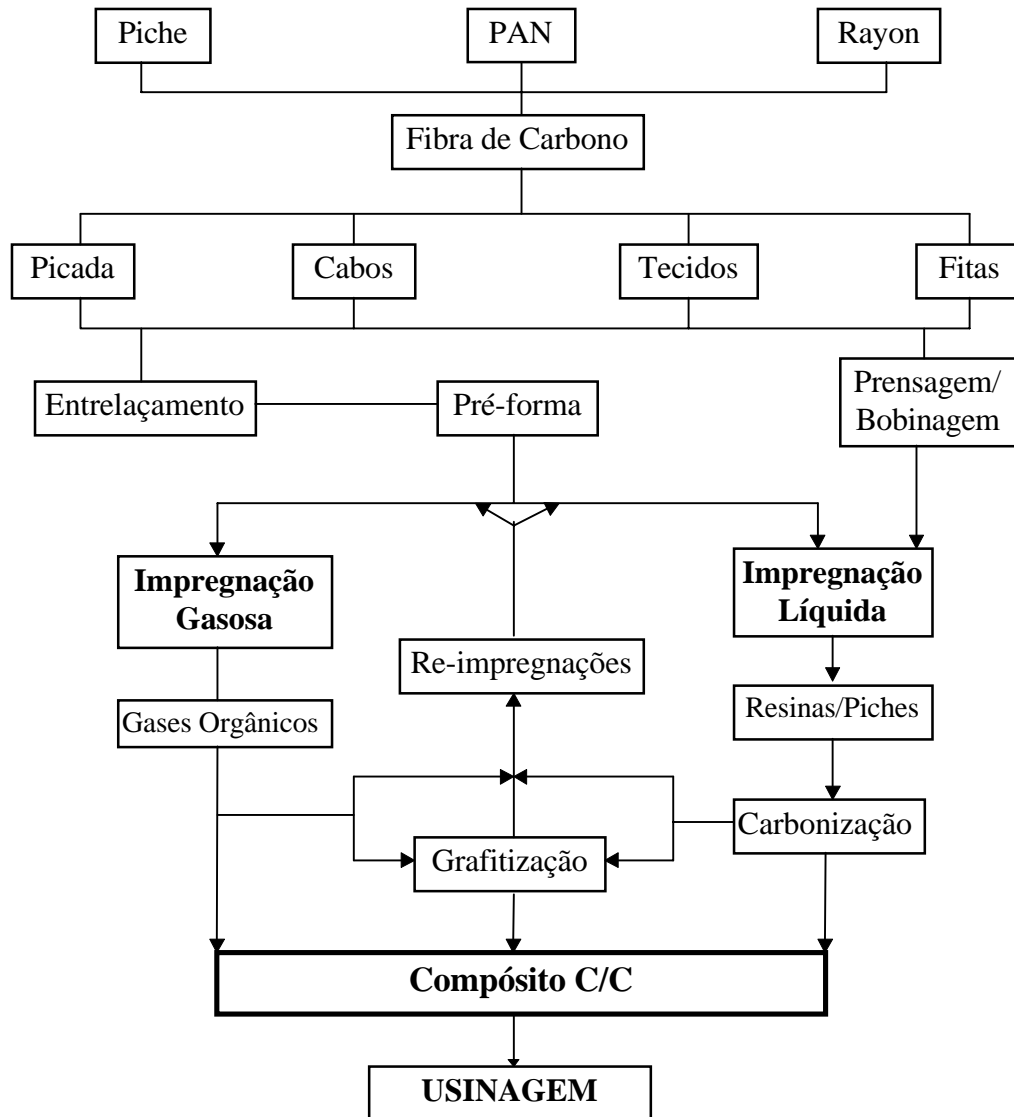 Piche
PAN
Rayon
Fibra de Carbono
Picada
Cabos
Tecidos
Fitas
Entrelaçamento
Pré-forma
Prensagem/
Bobinagem
Impregnação
Gasosa
Impregnação
Líquida
Re-impregnações
Gases Orgânicos
Resinas/Piches
Grafitização
Carbonização
Compósito C/C
USINAGEM